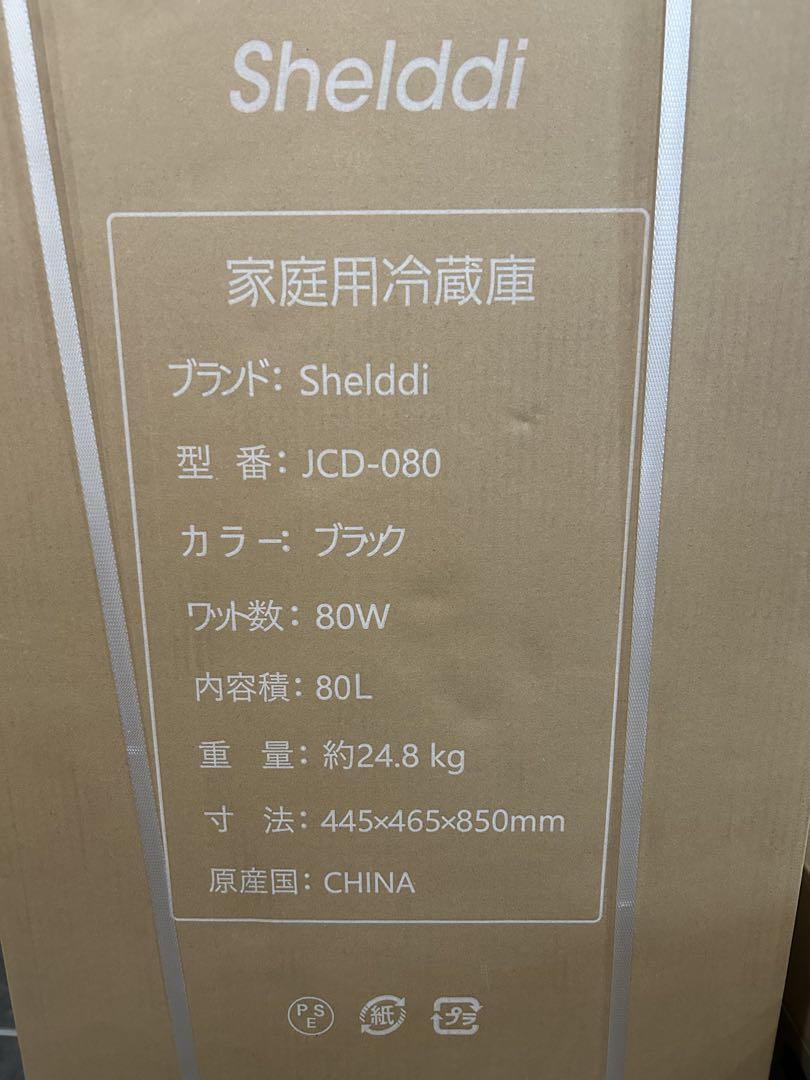 Shelddi
家庭用冷蔵庫
ブランド: Shelddi
型 番: JCD-080
カラー: ブラック
ワット数: 80W
内容積: 80L
重 量: 約24.8 kg
寸 法: 445×465×850mm
原産国: CHINA
PSE 紙 プラ